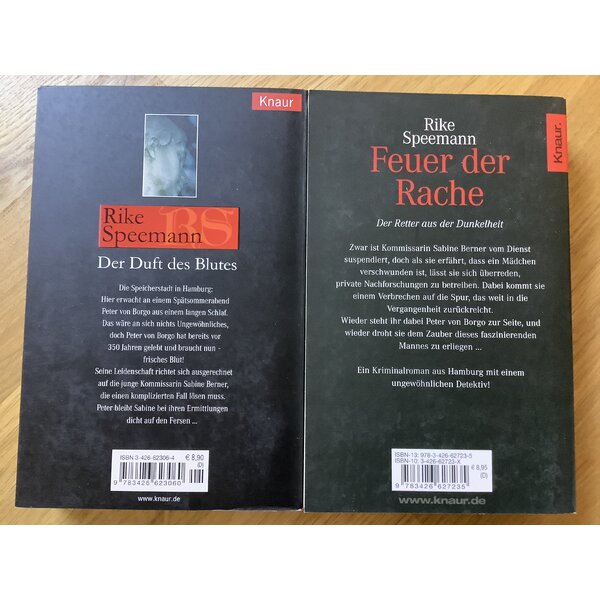 Knaur
RS
Rike
Speemann
Der Duft des Blutes
Die Speicherstadt in Hamburg:
Hier erwacht an einem Spätsommerabend
Peter von Borgo aus einem langen Schlaf.
Das wäre an sich nichts Ungewöhnliches,
doch Peter von Borgo hat bereits vor
350 Jahren gelebt und braucht nun -
frisches Blut!
Seine Leidenschaft richtet sich ausgerechnet
auf die junge Kommissarin Sabine Berner,
die einen komplizierten Fall lösen muss.
Peter bleibt Sabine bei ihren Ermittlungen
dicht auf den Fersen ...
ISBN 3-426-62306-4
€ 8,90
(D)
9 783426 623060
www.knaur.de
Knaur.
Rike
Speemann
Feuer der
Rache
Der Retter aus der Dunkelheit
Zwar ist Kommissarin Sabine Berner vom Dienst
suspendiert, doch als sie erfährt, dass ein Mädchen
verschwunden ist, lässt sie sich überreden,
private Nachforschungen zu betreiben. Dabei kommt sie
einem Verbrechen auf die Spur, das weit in die
Vergangenheit zurückreicht.
Wieder steht ihr dabei Peter von Borgo zur Seite, und
wieder droht sie dem Zauber dieses faszinierenden
Mannes zu erliegen ...
Ein Kriminalroman aus Hamburg mit einem
ungewöhnlichen Detektiv!
ISBN-13: 978-3-426-62723-5
ISBN-10: 3-426-62723-X
€ 8,95
(D)
9 783426 627235
www.knaur.de